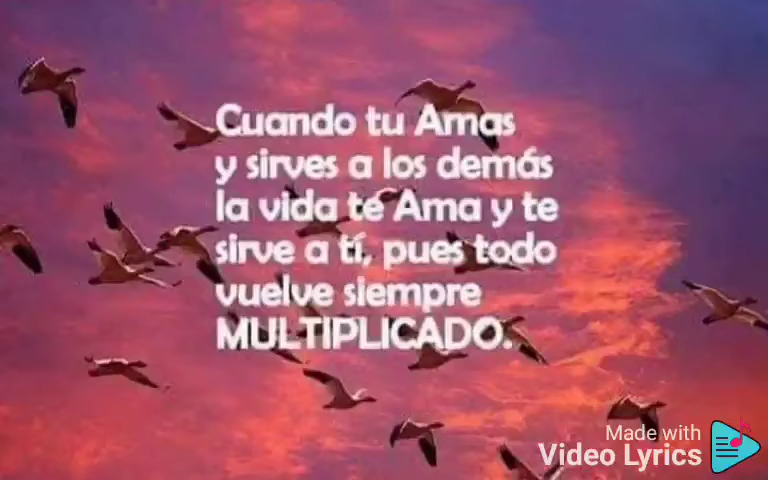 Cuando tu Amas
y sirves a los demás
la vida te Ama y te
sirve a tí, pues todo
vuelve siempre
MULTIPLICADO.
Made with
Video Lyrics